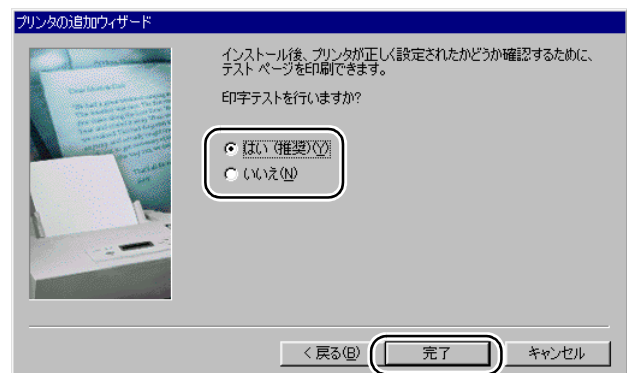 プリンタの追加ウィザード
インストール後、プリンタが正しく設定されたかどうか確認するために、
テスト ページを印刷できます。
印字テストを行いますか?
はい (推奨)(Y)
いいえ(N)
< 戻る(B)
完了
キャンセル